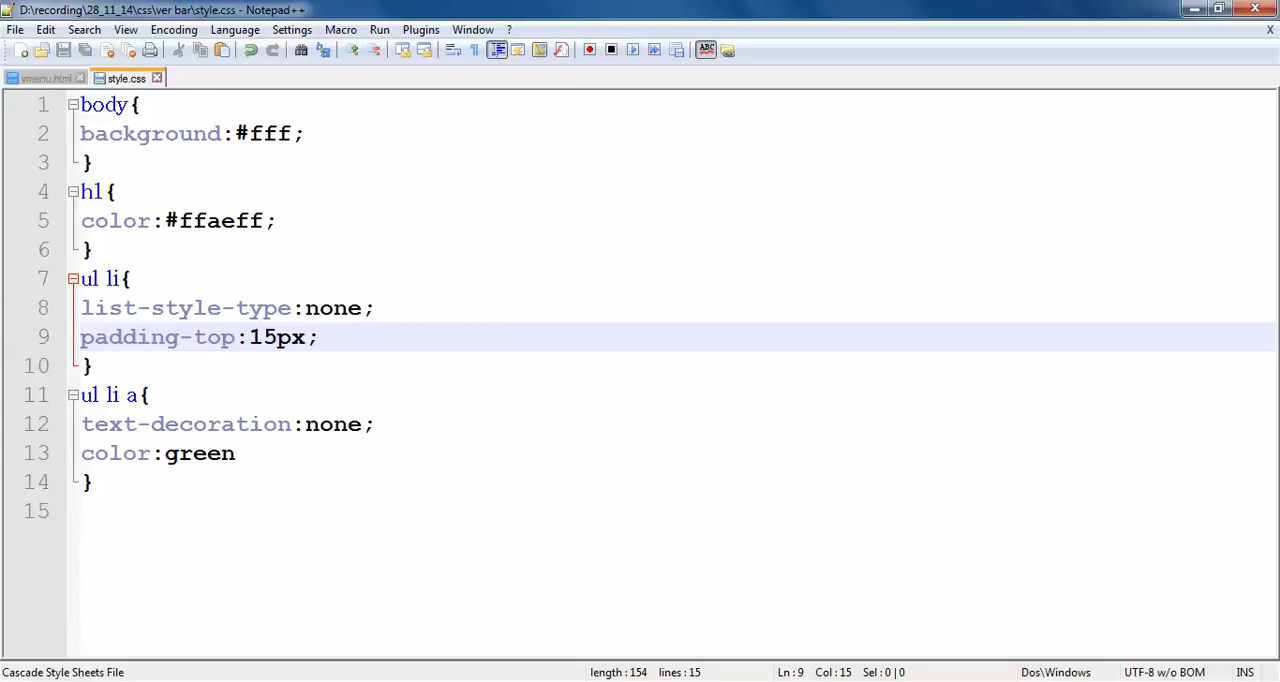 D:\recording\28_11_14\css\ver bar\style.css - Notepad++
File Edit Search View Encoding Language Settings Macro Run Plugins Window ? X
ABC
vmenu.html style.css
1 body{
2 background:#fff;
3 }
4 h1{
5 color:#ffaeff;
6 }
7 ul li{
8 list-style-type:none;
9 padding-top:15px;
10 }
11 ul li a{
12 text-decoration:none;
13 color:green
14 }
15
Cascade Style Sheets File length : 154 lines : 15 Ln : 9 Col : 15 Sel : 0 | 0 Dos\Windows UTF-8 w/o BOM INS